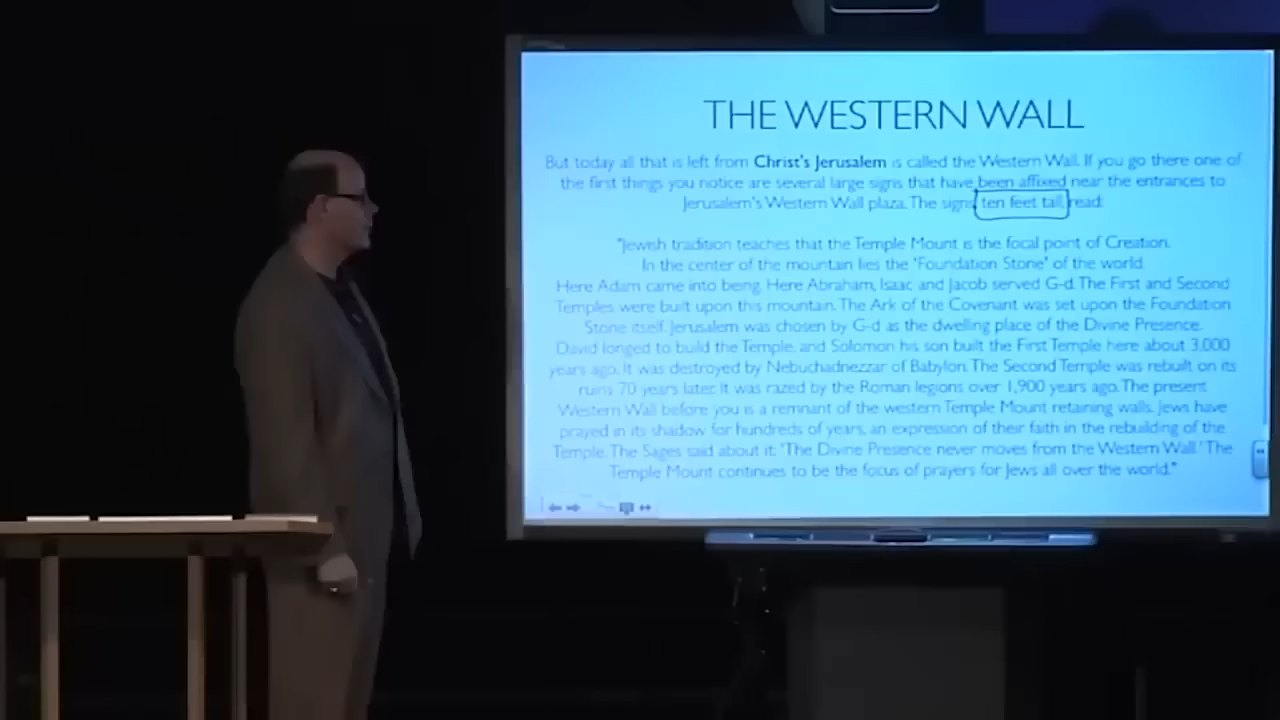 THE WESTERN WALL
But today all that is left from Christ's Jerusalem is called the Western Wall. If you go there one of
the first things you notice are several large signs that have been affixed near the entrances to
Jerusalem's Western Wall plaza. The signs ten feet tall, read:
"Jewish tradition teaches that the Temple Mount is the focal point of Creation.
In the center of the mountain lies the 'Foundation Stone' of the world.
Here Adam came into being. Here Abraham, Isaac and Jacob served G-d. The First and Second
Temples were built upon this mountain. The Ark of the Covenant was set upon the Foundation
Stone itself. Jerusalem was chosen by G-d as the dwelling place of the Divine Presence.
David longed to build the Temple, and Solomon his son built the First Temple here about 3,000
years ago. It was destroyed by Nebuchadnezzar of Babylon. The Second Temple was rebuilt on its
ruins 70 years later. It was razed by the Roman legions over 1,900 years ago. The present
Western Wall before you is a remnant of the western Temple Mount retaining walls. Jews have
prayed in its shadow for hundreds of years, an expression of their faith in the rebuilding of the
Temple. The Sages said about it: 'The Divine Presence never moves from the Western Wall.' The
Temple Mount continues to be the focus of prayers for Jews all over the world."